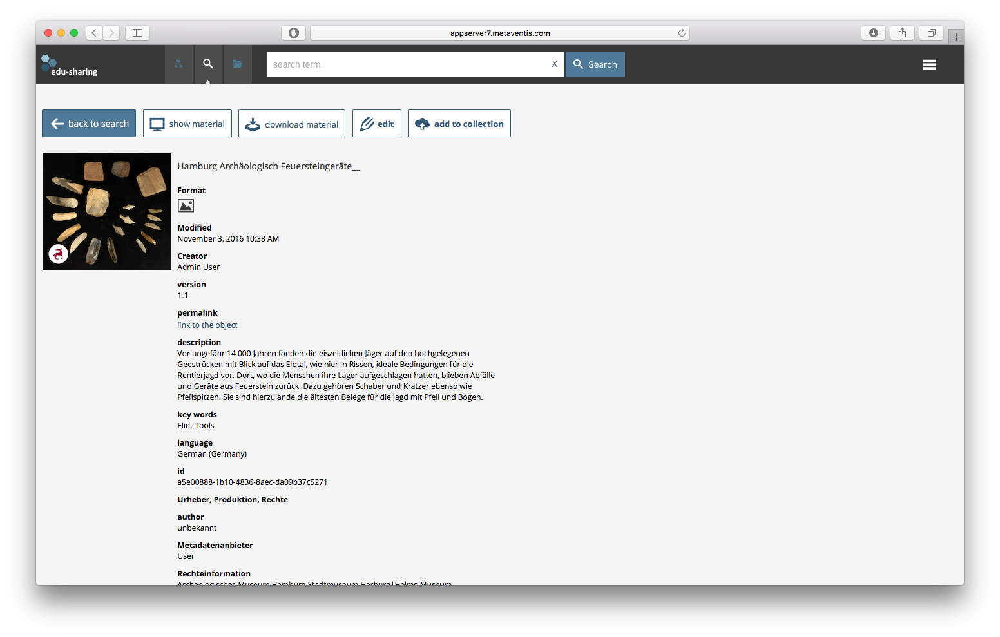 appserver7.metaventis.com
edu-sharing
search term
X
Search
back to search
show material
download material
edit
add to collection
Hamburg Archäologisch Feuersteingeräte__
Format
Modified
November 3, 2016 10:38 AM
Creator
Admin User
version
1.1
permalink
link to the object
description
Vor ungefähr 14 000 Jahren fanden die eiszeitlichen Jäger auf den hochgelegenen
Geestrücken mit Blick auf das Elbtal, wie hier in Rissen, ideale Bedingungen für die
Rentierjagd vor. Dort, wo die Menschen ihre Lager aufgeschlagen hatten, blieben Abfälle
und Geräte aus Feuerstein zurück. Dazu gehören Schaber und Kratzer ebenso wie
Pfeilspitzen. Sie sind hierzulande die ältesten Belege für die Jagd mit Pfeil und Bogen.
key words
Flint Tools
language
German (Germany)
id
a5e00888-1b10-4836-8aec-da09b37c5271
Urheber, Produktion, Rechte
author
unbekannt
Metadatenanbieter
User
Rechteinformation
Archäologisches Museum Hamburg Stadtmuseum Harburg|Helms-Museum